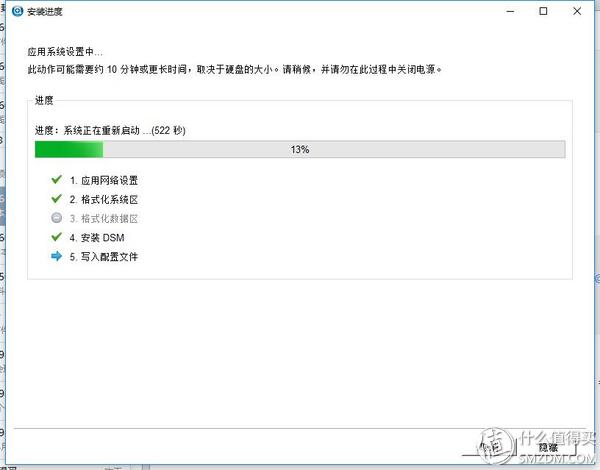 安装进度
应用系统设置中...
此动作可能需要约 10 分钟或更长时间，取决于硬盘的大小。请稍候，并请勿在此过程中关闭电源。
进度
进度：系统正在重新启动 ...(522 秒)
13%
1. 应用网络设置
2. 格式化系统区
3. 格式化数据区
4. 安装 DSM
5. 写入配置文件
隐藏
值 什么值得买
SMZDM.COM